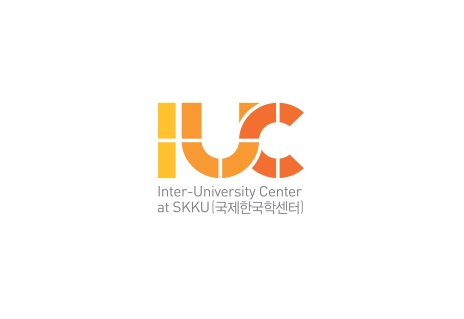 IUC
Inter-University Center
at SKKU(국제한국학센터)